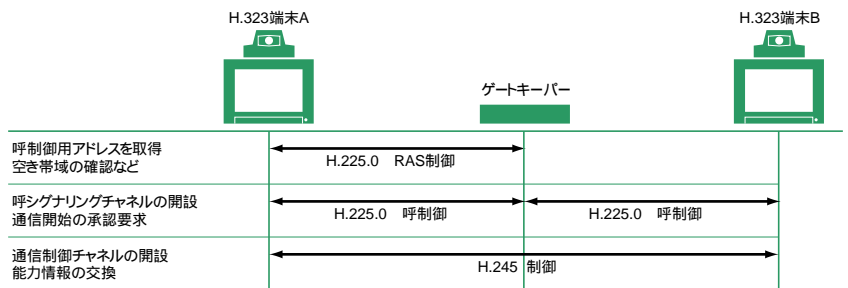 H.323端末A
H.323端末B
ゲートキーパー
呼制御用アドレスを取得
空き帯域の確認など
H.225.0　RAS制御
呼シグナリングチャネルの開設
通信開始の承認要求
H.225.0　呼制御
H.225.0　呼制御
通信制御チャネルの開設
能力情報の交換
H.245 制御